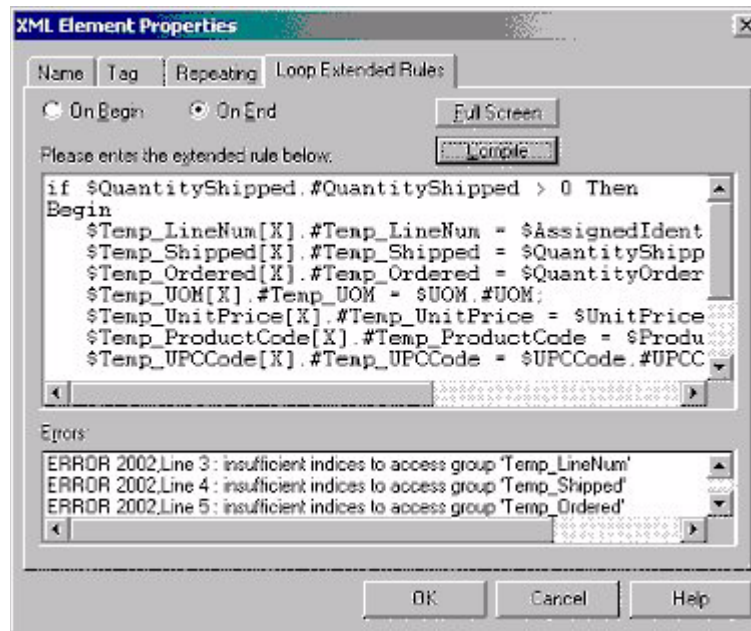 XML Element Properties
Name Tag Repeating Loop Extended Rules
On Begin On End Full Screen
Please enter the extended rule below: Compile
if $QuantityShipped.#QuantityShipped > 0 Then
Begin
$Temp_LineNum[X].#Temp_LineNum = $AssignedIdent
$Temp_Shipped[X].#Temp_Shipped = $QuantityShipp
$Temp_Ordered[X].#Temp_Ordered = $QuantityOrder
$Temp_UOM[X].#Temp_UOM = $UOM.#UOM;
$Temp_UnitPrice[X].#Temp_UnitPrice = $UnitPrice
$Temp_ProductCode[X].#Temp_ProductCode = $Produ
$Temp_UPCCode[X].#Temp_UPCCode = $UPCCode.#UPCC
Errors:
ERROR 2002,Line 3 : insufficient indices to access group 'Temp_LineNum'
ERROR 2002,Line 4 : insufficient indices to access group 'Temp_Shipped'
ERROR 2002,Line 5 : insufficient indices to access group 'Temp_Ordered'
OK Cancel Help